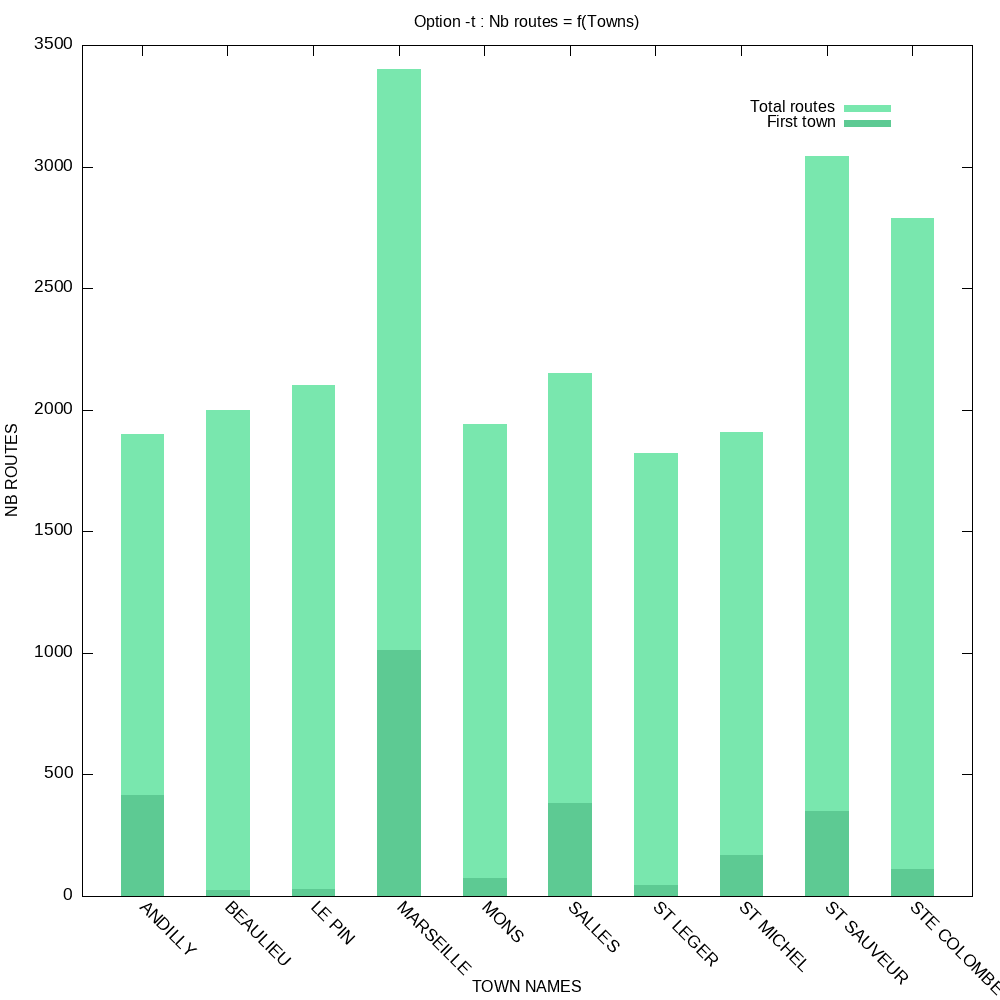 Option -t : Nb routes = f(Towns)
3500
3000
2500
2000
1500
1000
500
0
NB ROUTES
Total routes
First town
ANDILLY
BEAULIEU
LE PIN
MARSEILLE
MONS
SALLES
ST LEGER
ST MICHEL
ST SAUVEUR
STE COLOMBE
TOWN NAMES